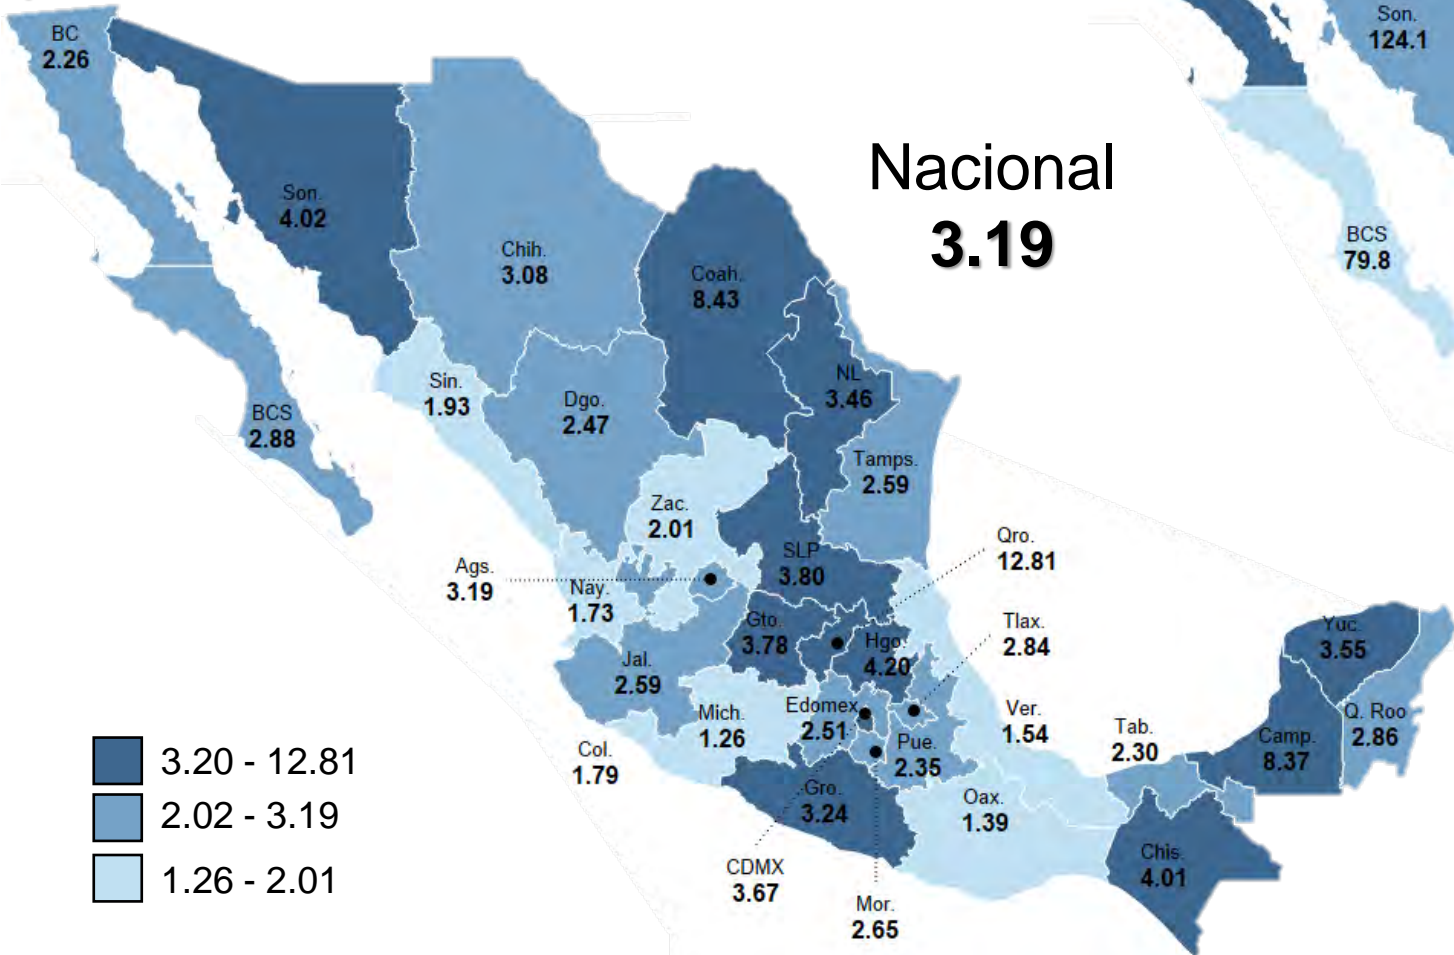 BC
2.26
Son.
124.1
Nacional
3.19
Son.
4.02
Chih.
3.08
BCS
79.8
Coah.
8.43
NL
3.46
Sin.
1.93
Dgo.
2.47
BCS
2.88
Tamps.
2.59
Zac.
2.01
SLP
3.80
Qro.
12.81
Ags.
3.19
Nay.
1.73
Gto.
3.78
Hgo.
4.20
Tlax.
2.84
Yuc.
3.55
Jal.
2.59
Mich.
1.26
Edomex.
2.51
Pue.
2.35
Ver.
1.54
Tab.
2.30
Camp.
8.37
Q. Roo
2.86
Col.
1.79
Gro.
3.24
Oax.
1.39
Chis.
4.01
CDMX
3.67
Mor.
2.65
3.20 - 12.81
2.02 - 3.19
1.26 - 2.01